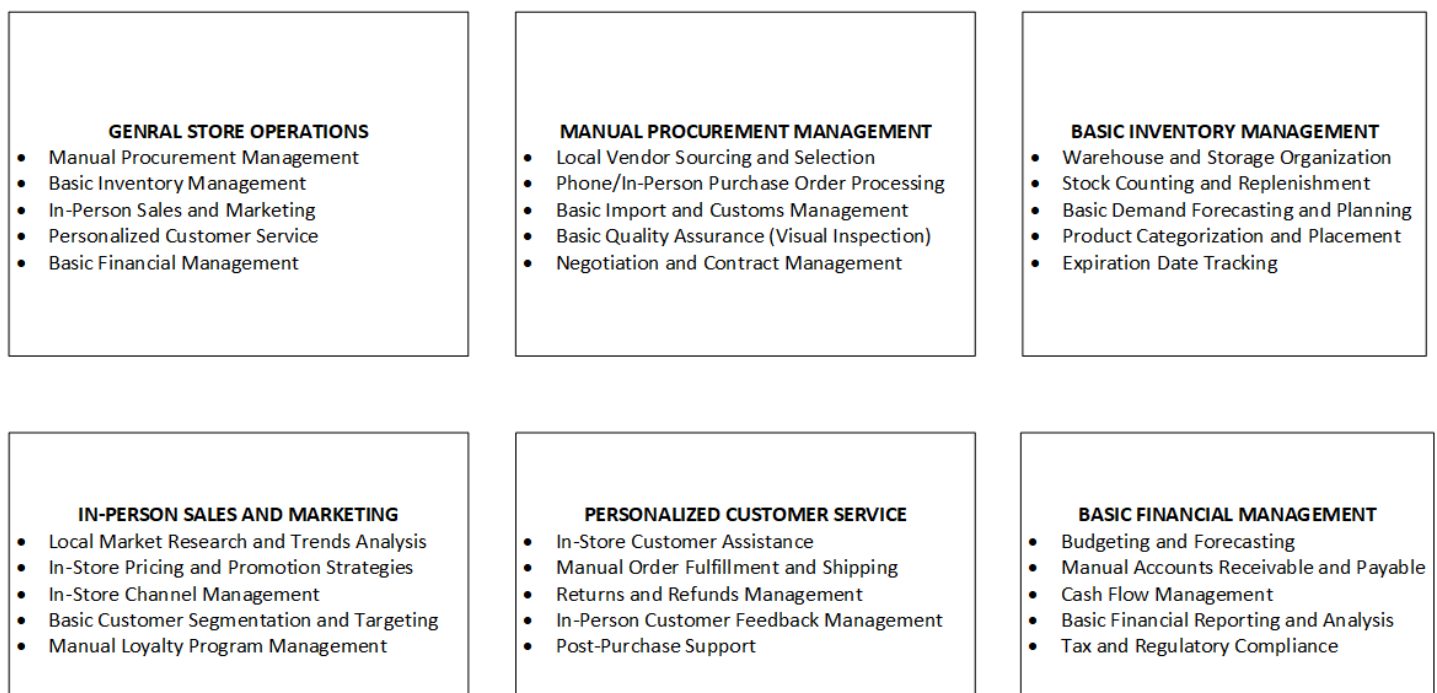 GENRAL STORE OPERATIONS
• Manual Procurement Management
• Basic Inventory Management
• In-Person Sales and Marketing
• Personalized Customer Service
• Basic Financial Management
MANUAL PROCUREMENT MANAGEMENT
• Local Vendor Sourcing and Selection
• Phone/In-Person Purchase Order Processing
• Basic Import and Customs Management
• Basic Quality Assurance (Visual Inspection)
• Negotiation and Contract Management
BASIC INVENTORY MANAGEMENT
• Warehouse and Storage Organization
• Stock Counting and Replenishment
• Basic Demand Forecasting and Planning
• Product Categorization and Placement
• Expiration Date Tracking
IN-PERSON SALES AND MARKETING
• Local Market Research and Trends Analysis
• In-Store Pricing and Promotion Strategies
• In-Store Channel Management
• Basic Customer Segmentation and Targeting
• Manual Loyalty Program Management
PERSONALIZED CUSTOMER SERVICE
• In-Store Customer Assistance
• Manual Order Fulfillment and Shipping
• Returns and Refunds Management
• In-Person Customer Feedback Management
• Post-Purchase Support
BASIC FINANCIAL MANAGEMENT
• Budgeting and Forecasting
• Manual Accounts Receivable and Payable
• Cash Flow Management
• Basic Financial Reporting and Analysis
• Tax and Regulatory Compliance